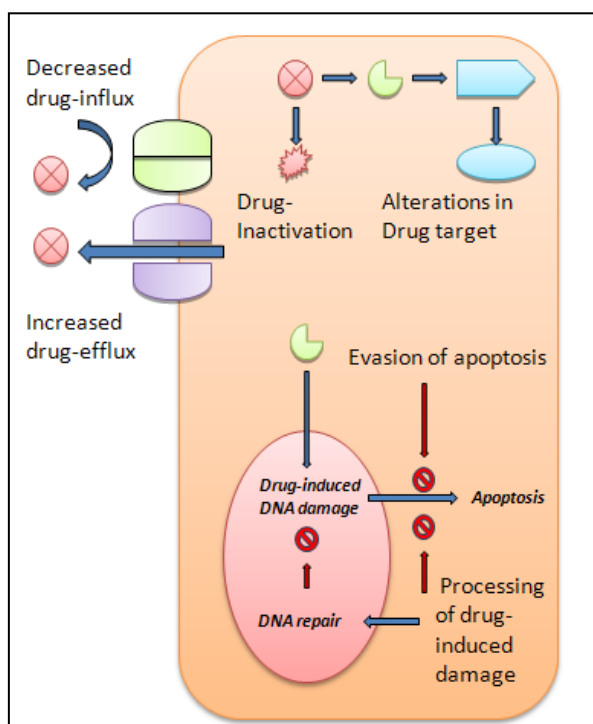 Decreased
drug-influx
Drug-
Inactivation
Alterations in
Drug target
Increased
drug-efflux
Evasion of apoptosis
Drug-induced
DNA damage
Apoptosis
DNA repair
Processing
of drug-
induced
damage